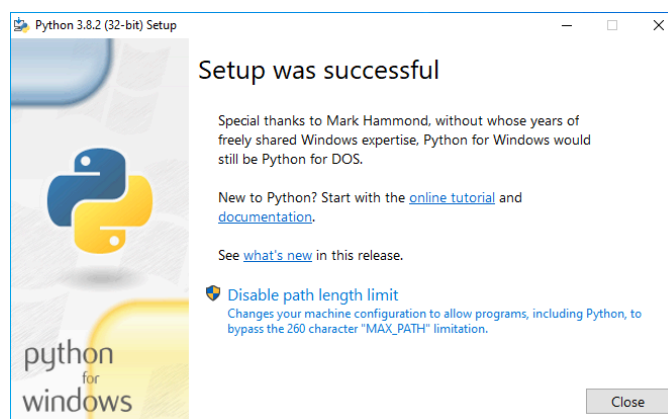 Python 3.8.2 (32-bit) Setup
Setup was successful
Special thanks to Mark Hammond, without whose years of
freely shared Windows expertise, Python for Windows would
still be Python for DOS.
New to Python? Start with the online tutorial and
documentation.
See what's new in this release.
Disable path length limit
Changes your machine configuration to allow programs, including Python, to
bypass the 260 character "MAX_PATH" limitation.
python
for
windows
Close